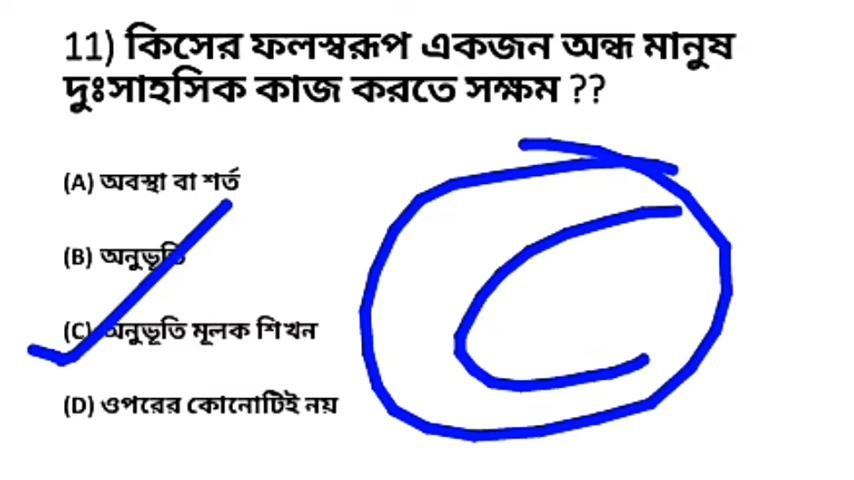 11) কিসের ফলস্বরূপ একজন অন্ধ মানুষ
দুঃসাহসিক কাজ করতে সক্ষম ??
(A) অবস্থা বা শর্ত
(B) অনুভূতি
(C) অনুভূতি মূলক শিখন
(D) ওপরের কোনোটিই নয়
C